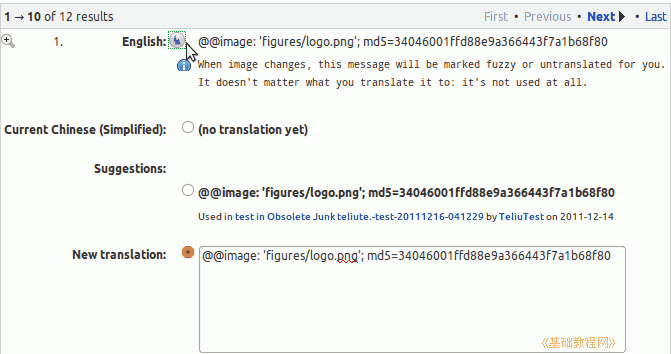 1 → 10 of 12 results
First • Previous • Next • Last
1. English: @@image: 'figures/logo.png'; md5=34046001ffd88e9a366443f7a1b68f80
When image changes, this message will be marked fuzzy or untranslated for you.
It doesn't matter what you translate it to: it's not used at all.
Current Chinese (Simplified): (no translation yet)
Suggestions:
@@image: 'figures/logo.png'; md5=34046001ffd88e9a366443f7a1b68f80
Used in test in Obsolete Junk teliute.-test-20111216-041229 by TeliuTest on 2011-12-14
New translation: @@image: 'figures/logo.png'; md5=34046001ffd88e9a366443f7a1b68f80
《基础教程网》